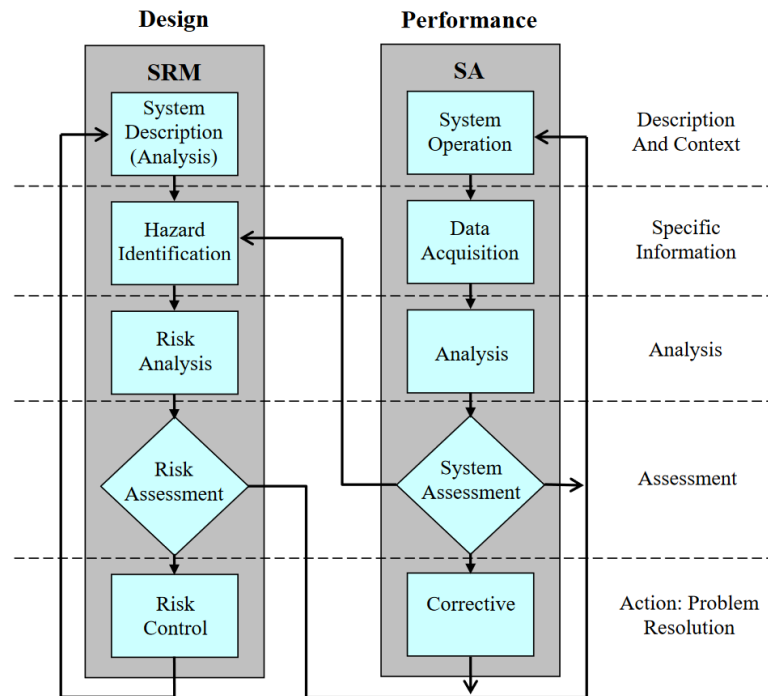 Design
Performance
SRM
SA
System
Description
(Analysis)
System
Operation
Description
And Context
Hazard
Identification
Data
Acquisition
Specific
Information
Risk
Analysis
Analysis
Analysis
Risk
Assessment
System
Assessment
Assessment
Risk
Control
Corrective
Action: Problem
Resolution